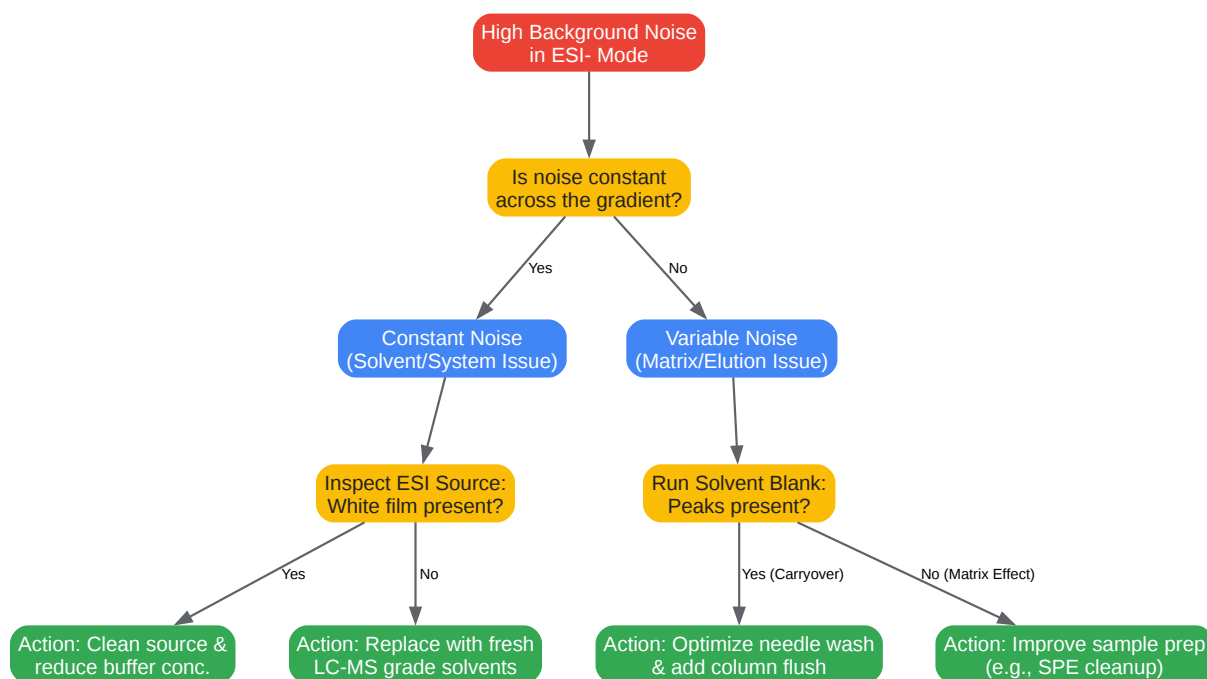 High Background Noise
in ESI- Mode
Is noise constant
across the gradient?
Yes
No
Constant Noise
(Solvent/System Issue)
Variable Noise
(Matrix/Elution Issue)
Inspect ESI Source:
White film present?
Run Solvent Blank:
Peaks present?
Yes
No
Yes (Carryover)
No (Matrix Effect)
Action: Clean source &
reduce buffer conc.
Action: Replace with fresh
LC-MS grade solvents
Action: Optimize needle wash
& add column flush
Action: Improve sample prep
(e.g., SPE cleanup)